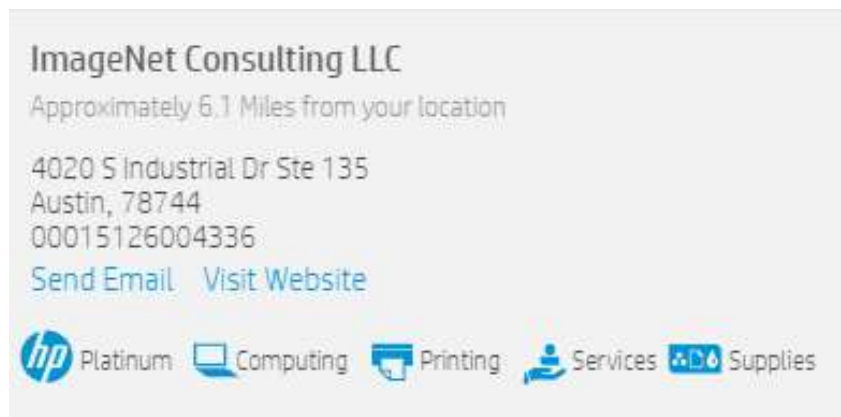 ImageNet Consulting LLC
Approximately 6.1 Miles from your location
4020 S Industrial Dr Ste 135
Austin, 78744
00015126004336
Send Email Visit Website
hp Platinum Computing Printing Services Supplies